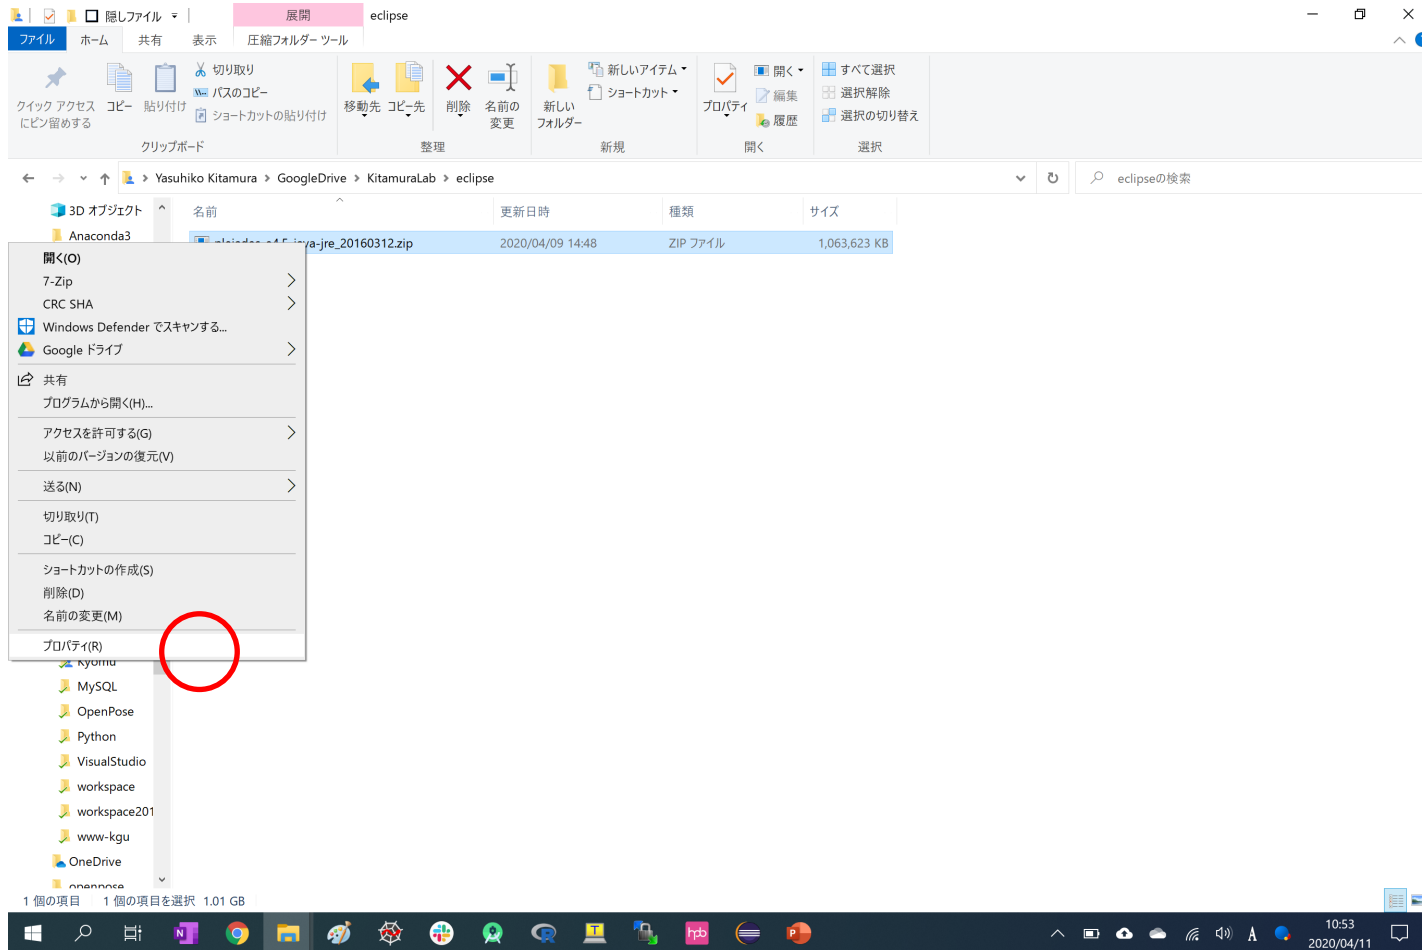 隠しファイル
展開
eclipse
ファイル
ホーム
共有
表示
圧縮フォルダー ツール
クイック アクセス
にピン留めする
コピー
貼り付け
切り取り
パスのコピー
ショートカットの貼り付け
クリップボード
移動先
コピー先
削除
名前の
変更
整理
新しい
フォルダー
新しいアイテム
ショートカット
新規
プロパティ
開く
編集
履歴
開く
すべて選択
選択解除
選択の切り替え
選択
Yasuhiko Kitamura
GoogleDrive
KitamuraLab
eclipse
eclipseの検索
3D オブジェクト
Anaconda3
名前
更新日時
種類
サイズ
java-jre_20160312.zip
2020/04/09 14:48
ZIP ファイル
1,063,623 KB
開く(O)
7-Zip
CRC SHA
Windows Defender でスキャンする...
Google ドライブ
共有
プログラムから開く(H)...
アクセスを許可する(G)
以前のバージョンの復元(V)
送る(N)
切り取り(T)
コピー(C)
ショートカットの作成(S)
削除(D)
名前の変更(M)
プロパティ(R)
Kyomu
MySQL
OpenPose
Python
VisualStudio
workspace
workspace201
www-kgu
OneDrive
openpose
1 個の項目
1 個の項目を選択 1.01 GB
N
R
T
hpb
P
A
10:53
2020/04/11